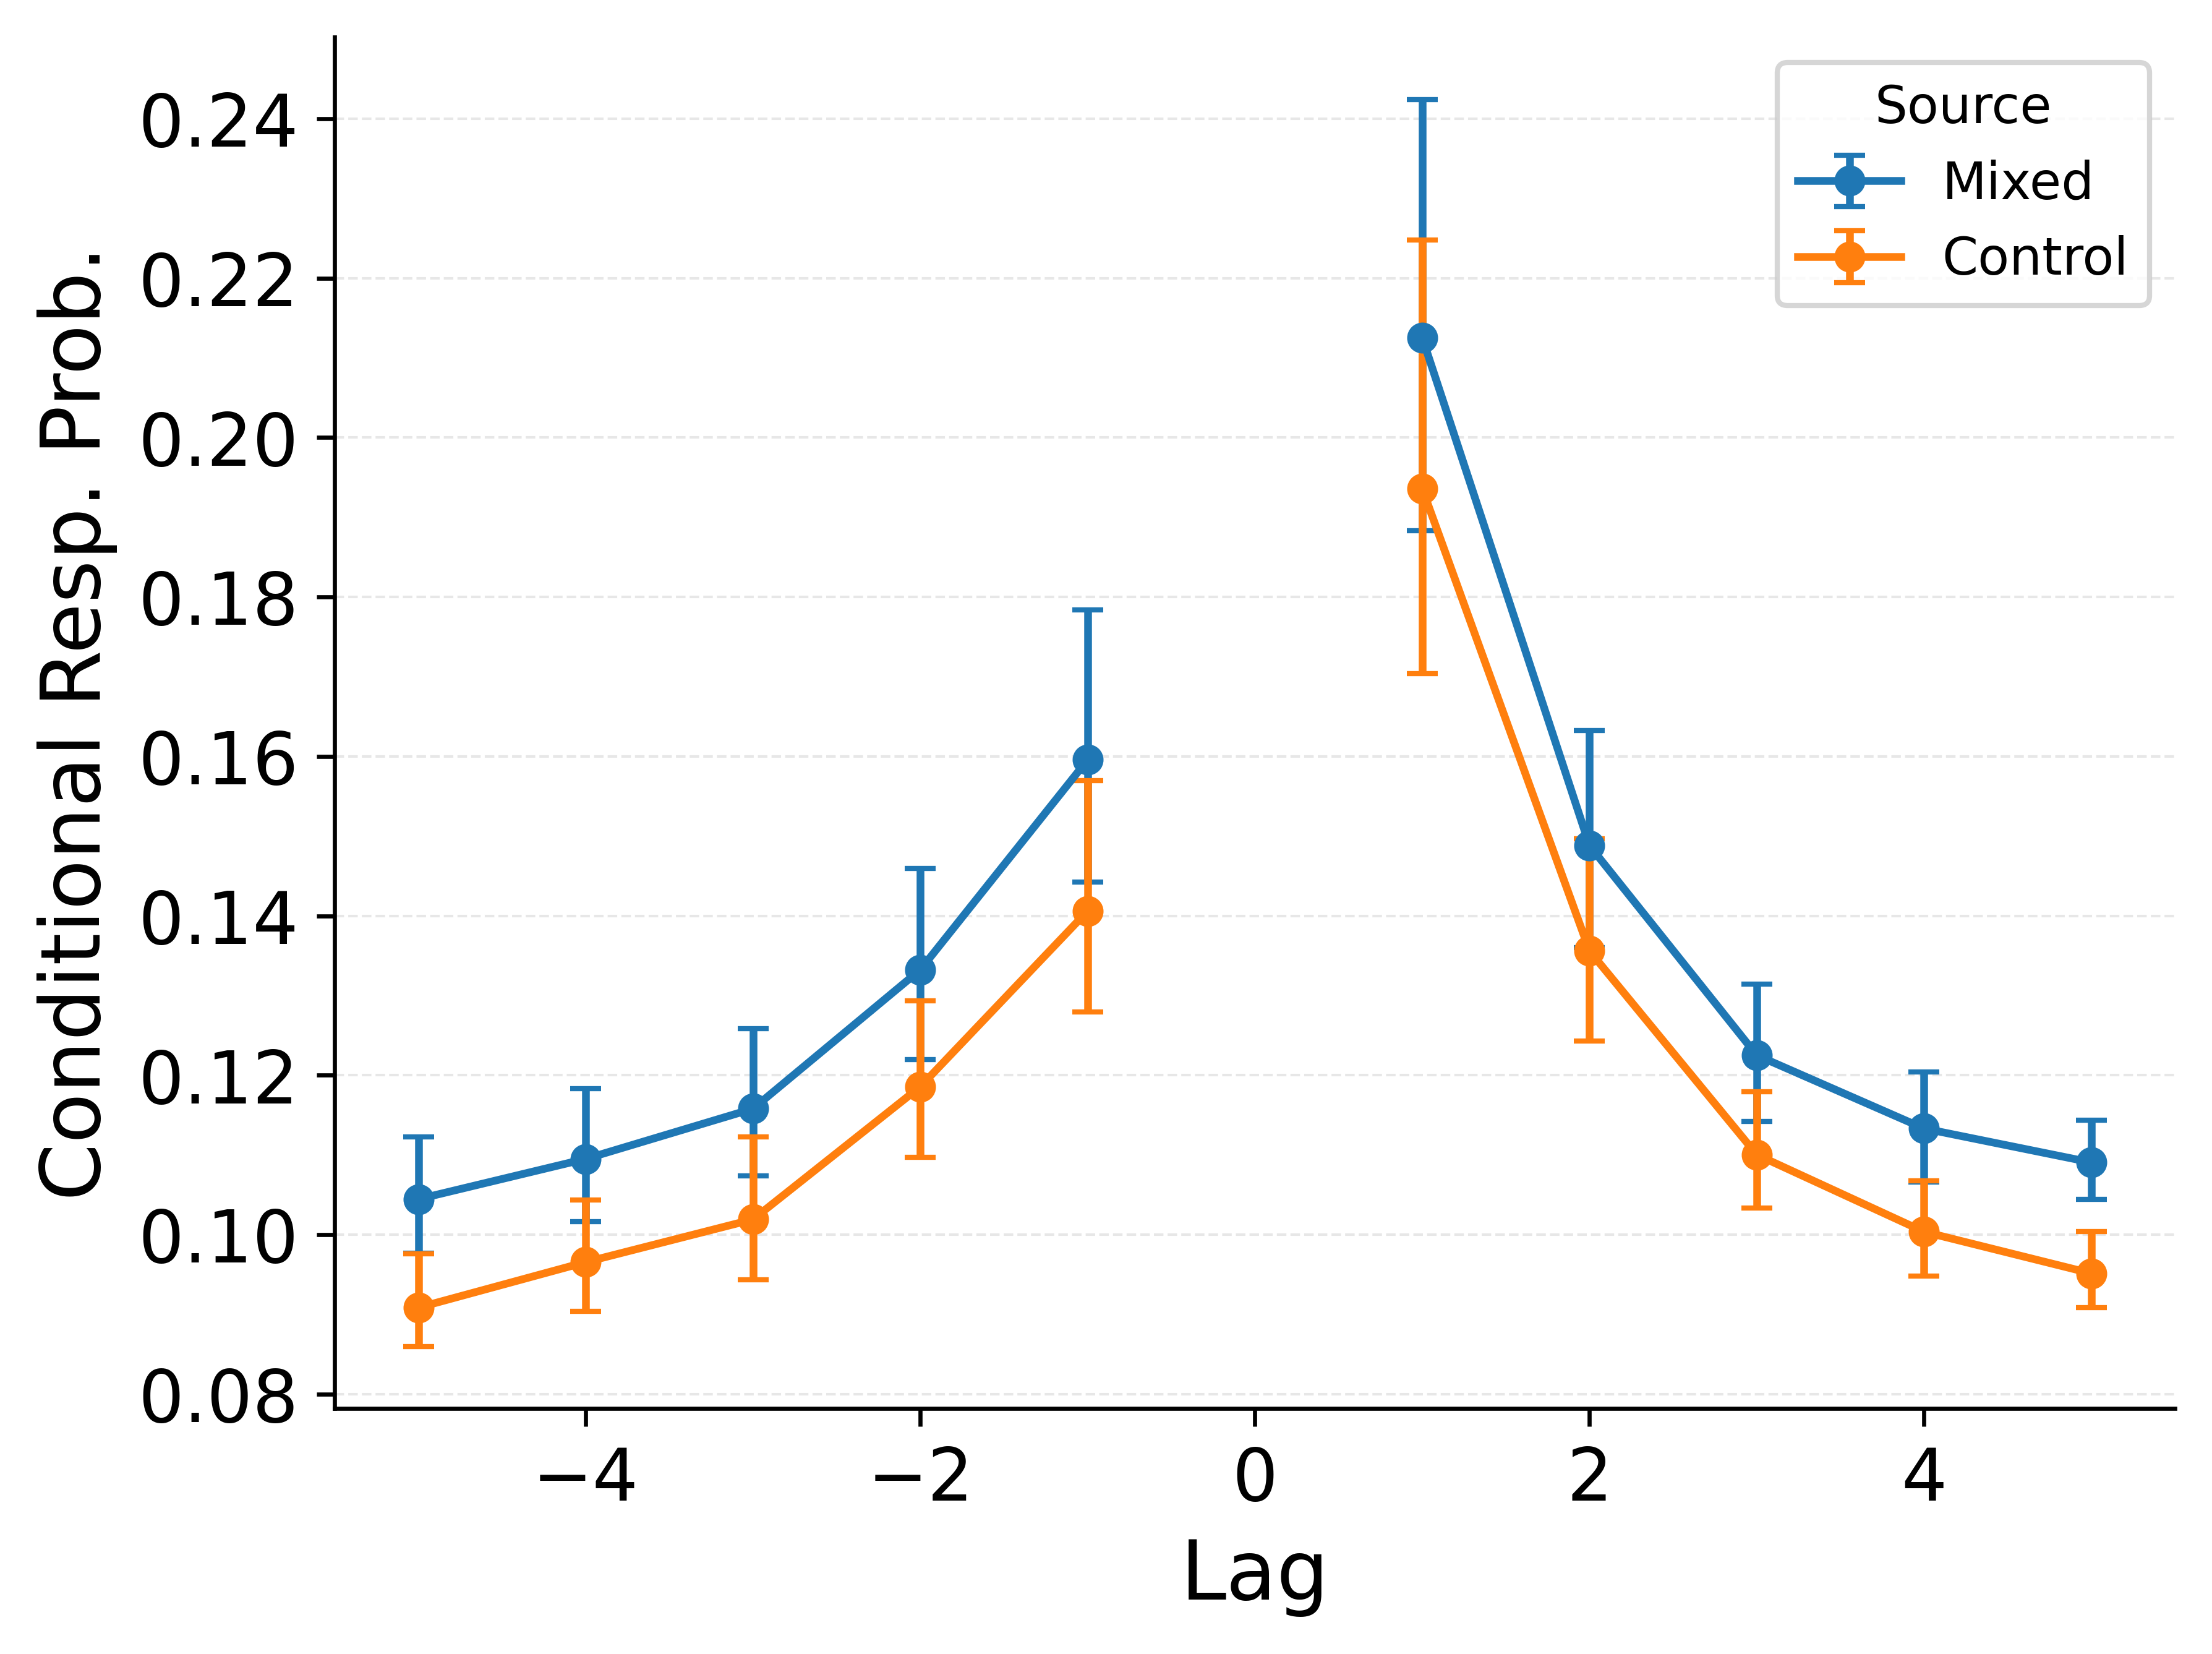 Conditional Resp. Prob.
0.24
0.22
0.20
0.18
0.16
0.14
0.12
0.10
0.08
Source
Mixed
Control
−4
−2
0
2
4
Lag